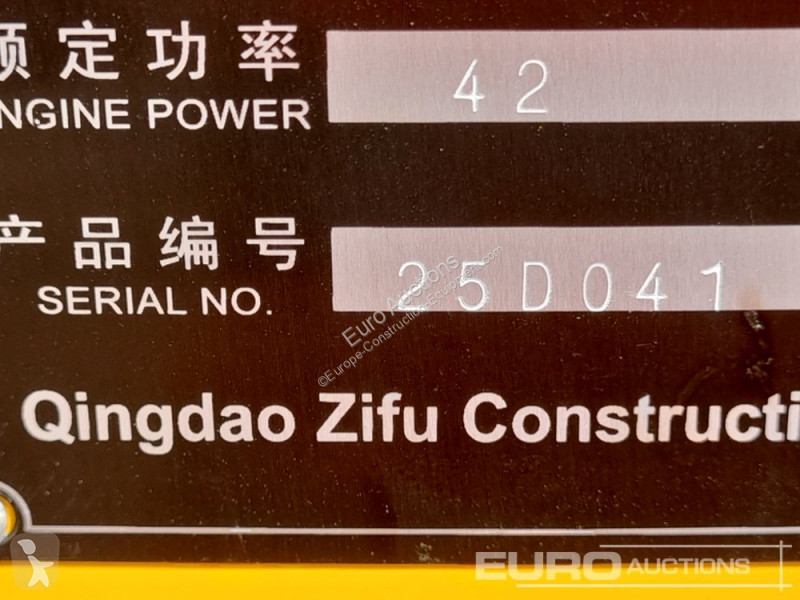 额定功率
42
ENGINE POWER
产品编号
25D041
SERIAL NO.
Euro Auctions
©Europe-Construction-Equipment.com
Qingdao Zifu Constructi
EURO AUCTIONS